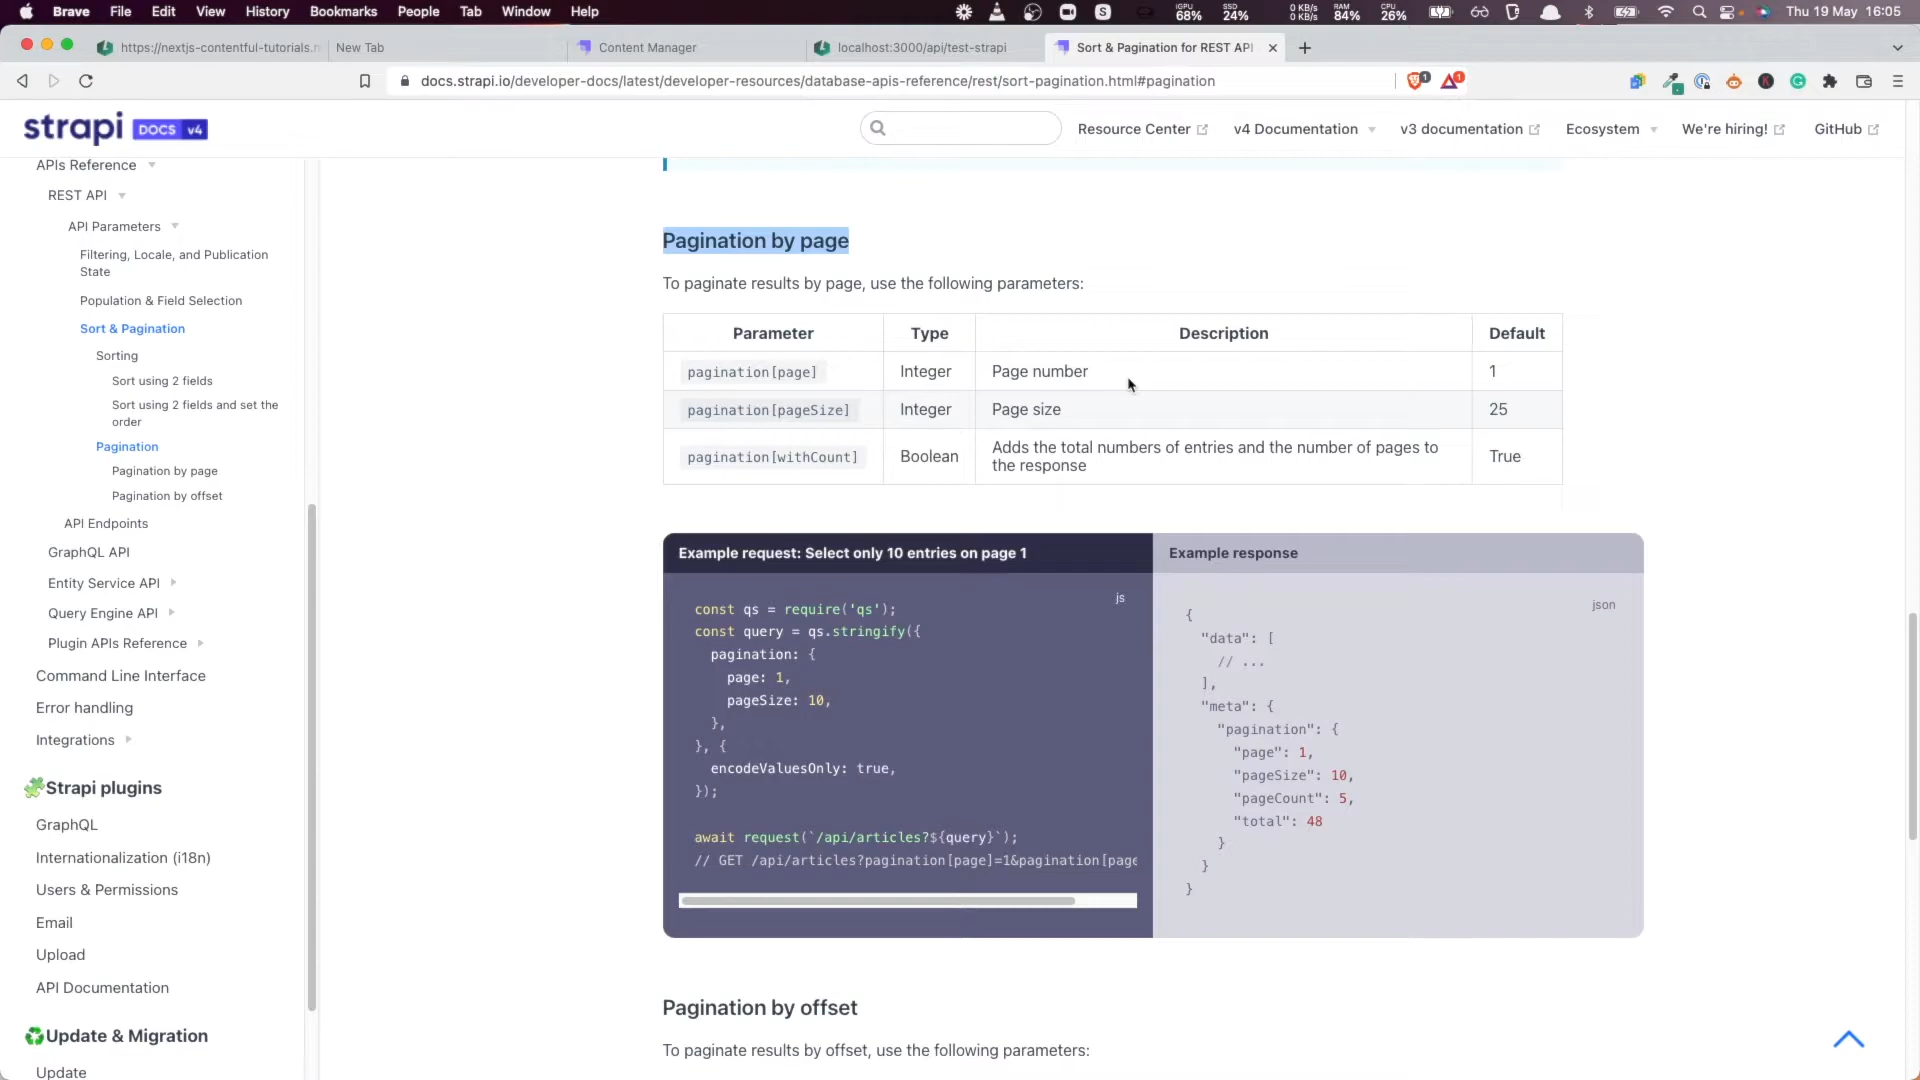 Brave File Edit View History Bookmarks People Tab Window Help
iGPU 68% SSD 24% 0 KB/s 0 KB/s RAM 84% CPU 26% Thu 19 May 16:05
https://nextjs-contentful-tutorials.n New Tab Content Manager localhost:3000/api/test-strapi Sort & Pagination for REST API
docs.strapi.io/developer-docs/latest/developer-resources/database-apis-reference/rest/sort-pagination.html#pagination
strapi DOCS v4
Resource Center v4 Documentation v3 documentation Ecosystem We're hiring! GitHub
APIs Reference
REST API
API Parameters
Filtering, Locale, and Publication
State
Population & Field Selection
Sort & Pagination
Sorting
Sort using 2 fields
Sort using 2 fields and set the
order
Pagination
Pagination by page
Pagination by offset
API Endpoints
GraphQL API
Entity Service API
Query Engine API
Plugin APIs Reference
Command Line Interface
Error handling
Integrations
Strapi plugins
GraphQL
Internationalization (i18n)
Users & Permissions
Email
Upload
API Documentation
Update & Migration
Update
Pagination by page
To paginate results by page, use the following parameters:
Parameter Type Description Default
pagination[page] Integer Page number 1
pagination[pageSize] Integer Page size 25
pagination[withCount] Boolean Adds the total numbers of entries and the number of pages to
the response True
Example request: Select only 10 entries on page 1
js
const qs = require('qs');
const query = qs.stringify({
pagination: {
page: 1,
pageSize: 10,
},
}, {
encodeValuesOnly: true,
});
await request(`/api/articles?${query}`);
// GET /api/articles?pagination[page]=1&pagination[page
Example response
json
{
"data": [
// ...
],
"meta": {
"pagination": {
"page": 1,
"pageSize": 10,
"pageCount": 5,
"total": 48
}
}
}
Pagination by offset
To paginate results by offset, use the following parameters: